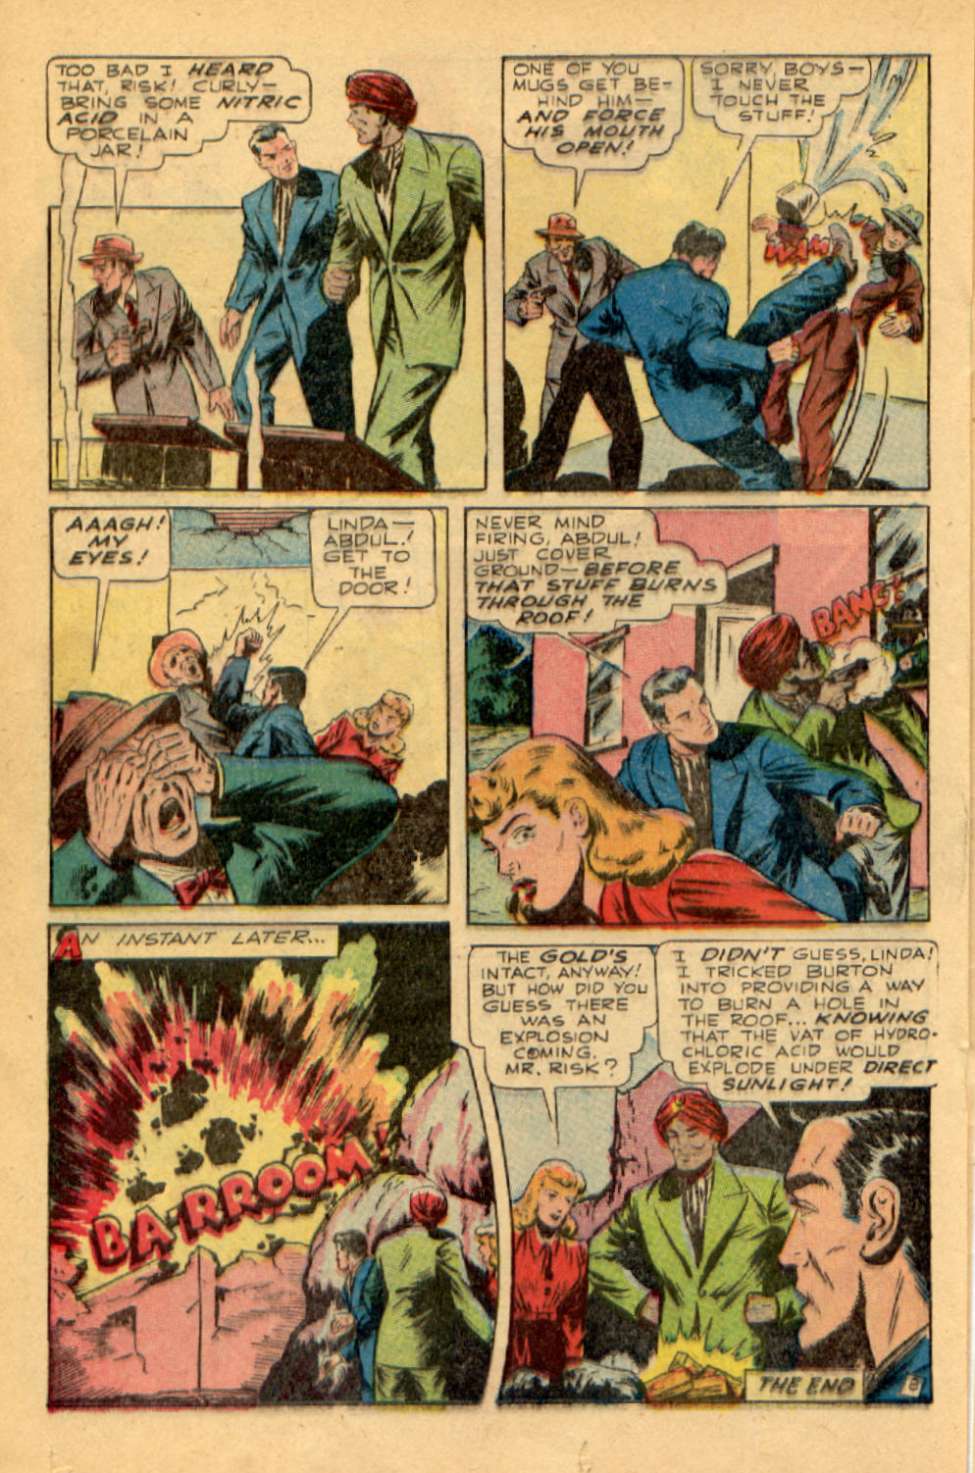 TOO BAD I HEARD
THAT, RISK! CURLY—
BRING SOME NITRIC
ACID IN A
PORCELAIN
JAR!
ONE OF YOU
MUGS GET BE-
HIND HIM—
AND FORCE
HIS MOUTH
OPEN!
SORRY, BOYS—
I NEVER
TOUCH THE
STUFF!
WAM
AAAGH!
MY
EYES!
LINDA—
ABDUL!
GET TO
THE
DOOR!
NEVER MIND
FIRING, ABDUL!
JUST COVER
GROUND—BEFORE
THAT STUFF BURNS
THROUGH THE
ROOF!
BANG!
AN INSTANT LATER...
BA-RROOM!
THE GOLD'S
INTACT, ANYWAY!
BUT HOW DID YOU
GUESS THERE
WAS AN
EXPLOSION
COMING,
MR. RISK?
I DIDN'T GUESS, LINDA!
I TRICKED BURTON
INTO PROVIDING A WAY
TO BURN A HOLE IN
THE ROOF... KNOWING
THAT THE VAT OF HYDRO-
CHLORIC ACID WOULD
EXPLODE UNDER DIRECT
SUNLIGHT!
THE END
8